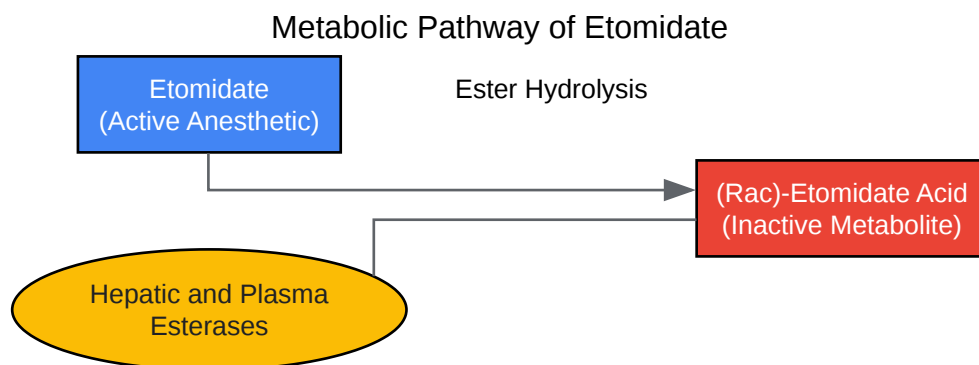 Metabolic Pathway of Etomidate
Etomidate
(Active Anesthetic)
Ester Hydrolysis
(Rac)-Etomidate Acid
(Inactive Metabolite)
Hepatic and Plasma
Esterases